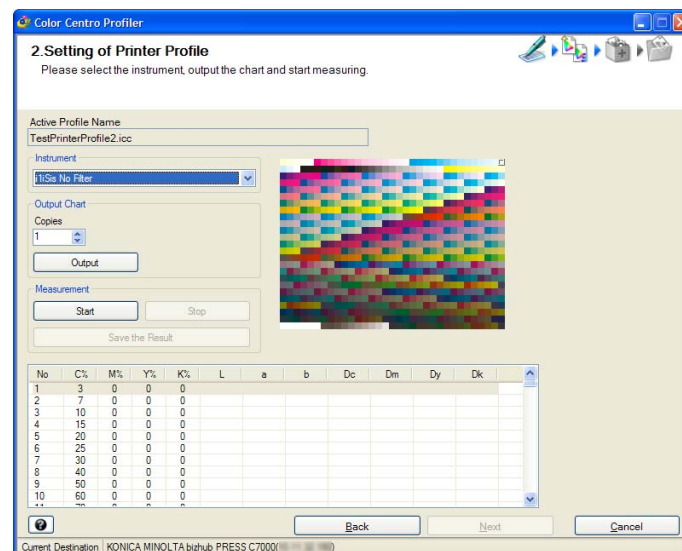 Color Centro Profiler
2.Setting of Printer Profile
Please select the instrument, output the chart and start measuring.
Active Profile Name
TestPrinterProfile2.icc
Instrument
i1iSis No Filter
Output Chart
Copies
1
Output
Measurement
Start Stop
Save the Result
No C% M% Y% K% L a b Dc Dm Dy Dk
1 3 0 0 0
2 7 0 0 0
3 10 0 0 0
4 15 0 0 0
5 20 0 0 0
6 25 0 0 0
7 30 0 0 0
8 40 0 0 0
9 50 0 0 0
10 60 0 0 0
? Back Next Cancel
Current Destination KONICA MINOLTA bizhub PRESS C7000(